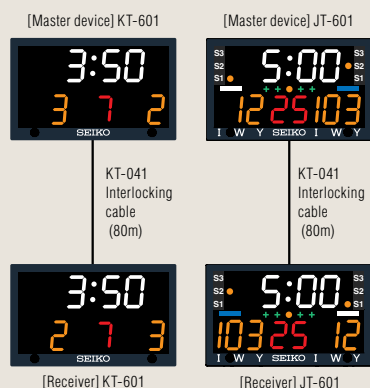 [Master device] KT-601
3:50
3 7 2
SEIKO
KT-041
Interlocking
cable
(80m)
3:50
2 7 3
SEIKO
[Receiver] KT-601
[Master device] JT-601
S3 5:00 S3
S2 S2
S1 S1
12 25 103
I W Y SEIKO I W Y
KT-041
Interlocking
cable
(80m)
S3 5:00 S3
S2 S2
S1 S1
103 25 12
I W Y SEIKO I W Y
[Receiver] JT-601